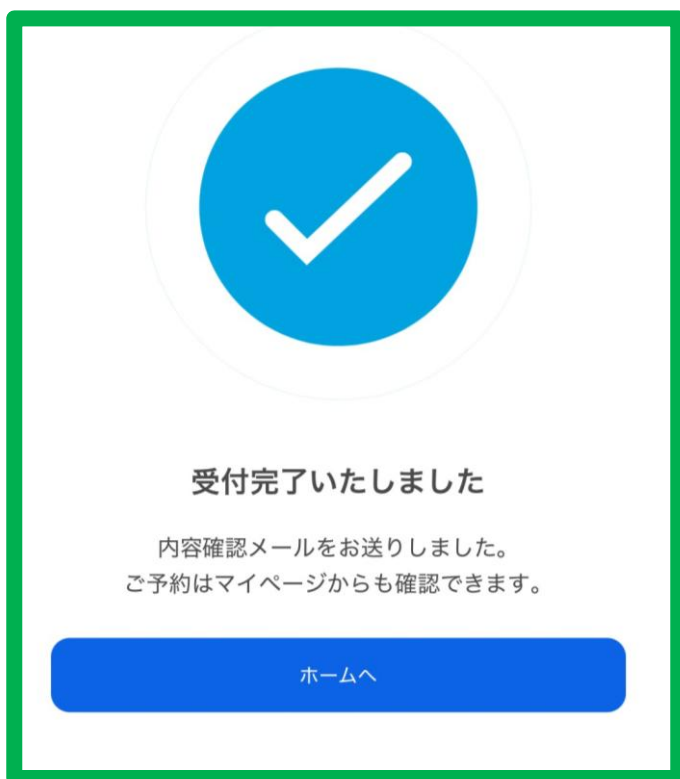 受付完了いたしました
内容確認メールをお送りしました。
ご予約はマイページからも確認できます。
ホームへ